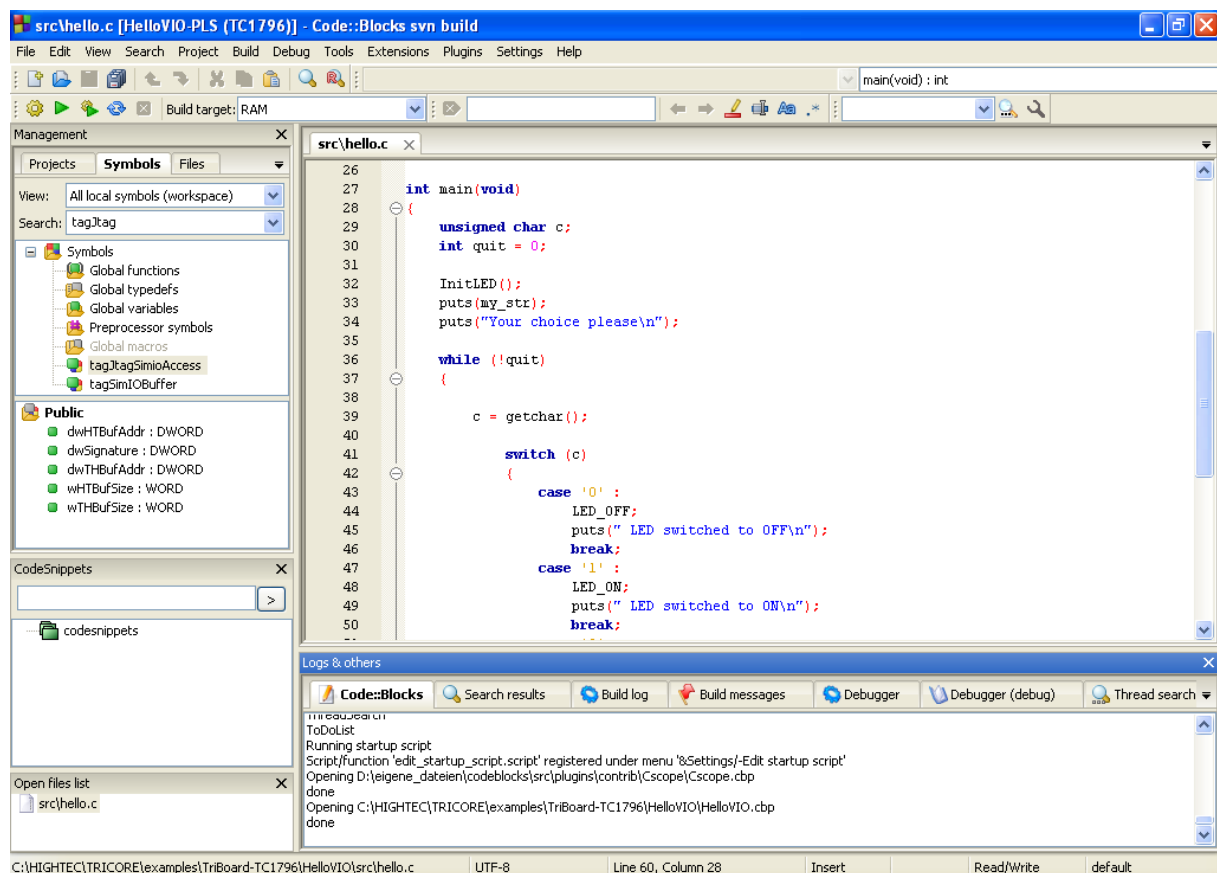 src\hello.c [HelloVIO-PLS (TC1796)] - Code::Blocks svn build
File Edit View Search Project Build Debug Tools Extensions Plugins Settings Help
main(void) : int
Build target: RAM
Management
Projects Symbols Files
View: All local symbols (workspace)
Search: tagJtag
Symbols
Global functions
Global typedefs
Global variables
Preprocessor symbols
Global macros
tagJtagSimioAccess
tagSimIOBuffer
Public
dwHTBufAddr : DWORD
dwSignature : DWORD
dwTHBufAddr : DWORD
wHTBufSize : WORD
wTHBufSize : WORD
CodeSnippets
>
codesnippets
Open files list
src\hello.c
src\hello.c
26
27 int main(void)
28 {
29 unsigned char c;
30 int quit = 0;
31
32 InitLED();
33 puts(my_str);
34 puts("Your choice please\n");
35
36 while (!quit)
37 {
38
39 c = getchar();
40
41 switch (c)
42 {
43 case '0' :
44 LED_OFF;
45 puts(" LED switched to OFF\n");
46 break;
47 case '1' :
48 LED_ON;
49 puts(" LED switched to ON\n");
50 break;
Logs & others
Code::Blocks Search results Build log Build messages Debugger Debugger (debug) Thread search
ThreadSearch
ToDoList
Running startup script
Script/function 'edit_startup_script.script' registered under menu '&Settings/-Edit startup script'
Opening D:\eigene_dateien\codeblocks\src\plugins\contrib\Cscope\Cscope.cbp
done
Opening C:\HIGHTEC\TRICORE\examples\TriBoard-TC1796\HelloVIO\HelloVIO.cbp
done
C:\HIGHTEC\TRICORE\examples\TriBoard-TC1796\HelloVIO\src\hello.c UTF-8 Line 60, Column 28 Insert Read/Write default